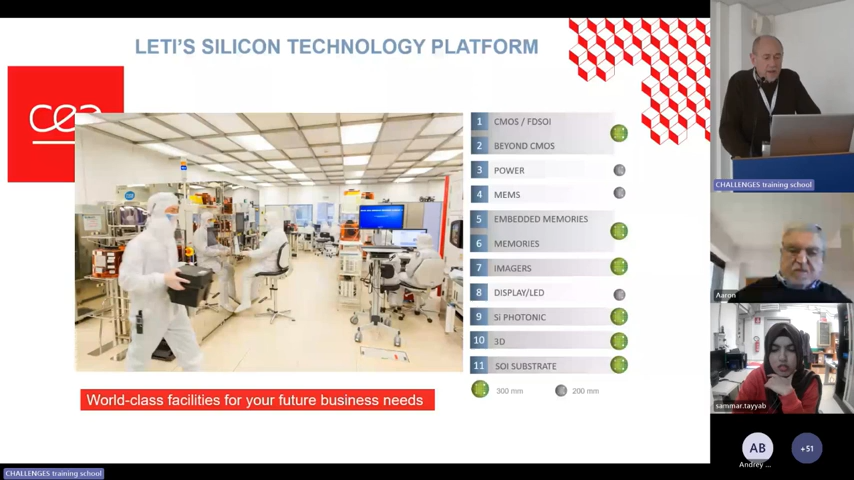 LETI'S SILICON TECHNOLOGY PLATFORM
cea
1 CMOS / FDSOI
2 BEYOND CMOS
3 POWER
4 MEMS
5 EMBEDDED MEMORIES
6 MEMORIES
7 IMAGERS
8 DISPLAY/LED
9 Si PHOTONIC
10 3D
11 SOI SUBSTRATE
300 mm 200 mm
World-class facilities for your future business needs
CHALLENGES training school
CHALLENGES training school
Aaron
sammar.tayyab
AB
Andrey ...
+51